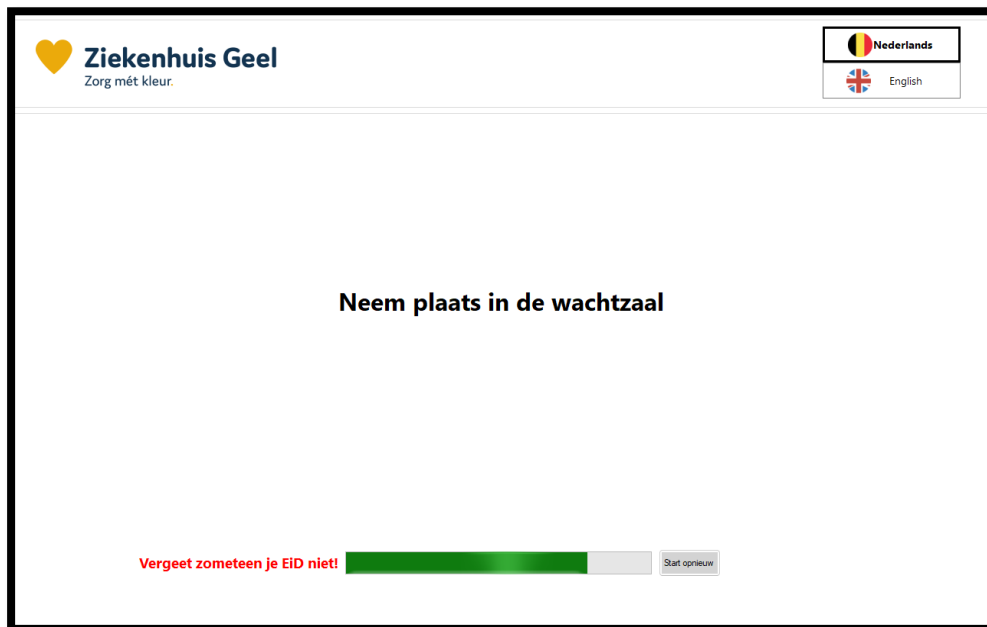 Ziekenhuis Geel
Zorg mét kleur.
Nederlands
English
Neem plaats in de wachtzaal
Vergeet zometeen je EiD niet!
Start opnieuw